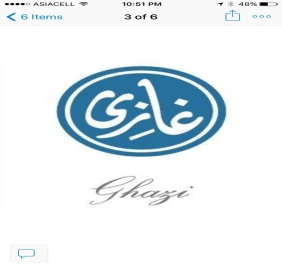 ASIACELL 10:51 PM 48%
6 Items 3 of 6
غازي
Ghazi